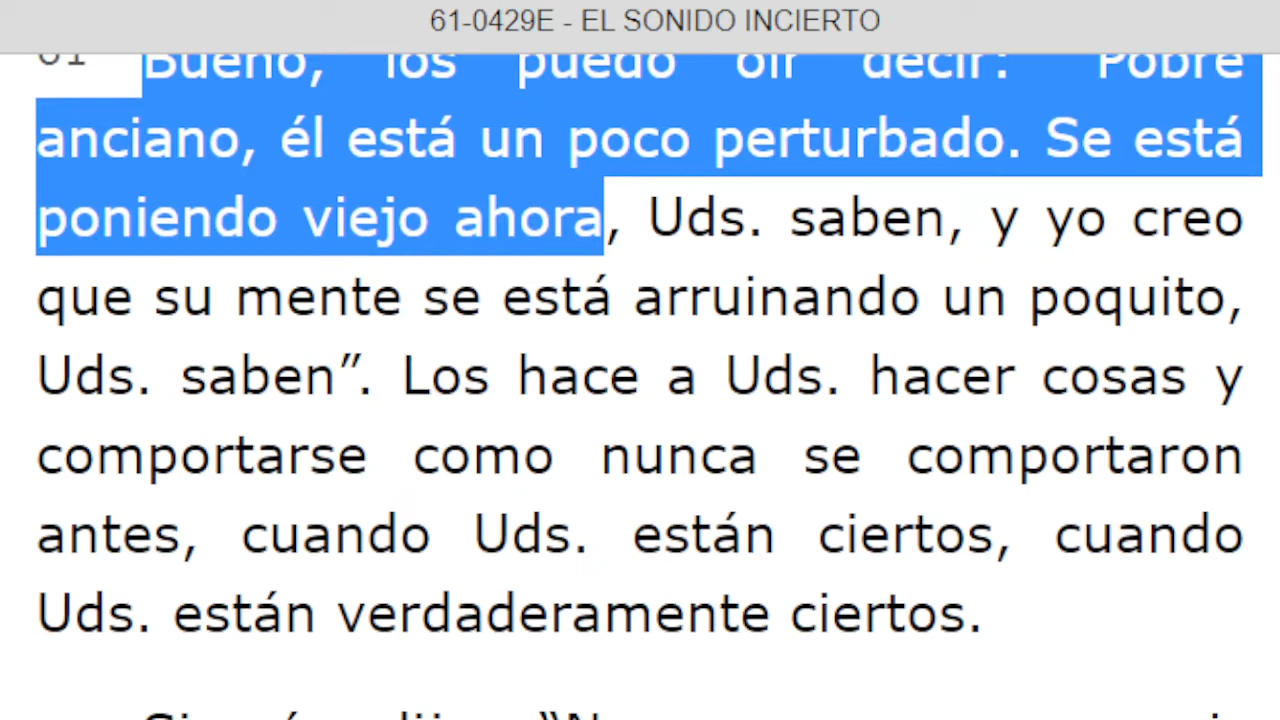 61-0429E - EL SONIDO INCIERTO
61 Bueno, los puedo oír decir: “Pobre
anciano, él está un poco perturbado. Se está
poniendo viejo ahora, Uds. saben, y yo creo
que su mente se está arruinando un poquito,
Uds. saben”. Los hace a Uds. hacer cosas y
comportarse como nunca se comportaron
antes, cuando Uds. están ciertos, cuando
Uds. están verdaderamente ciertos.